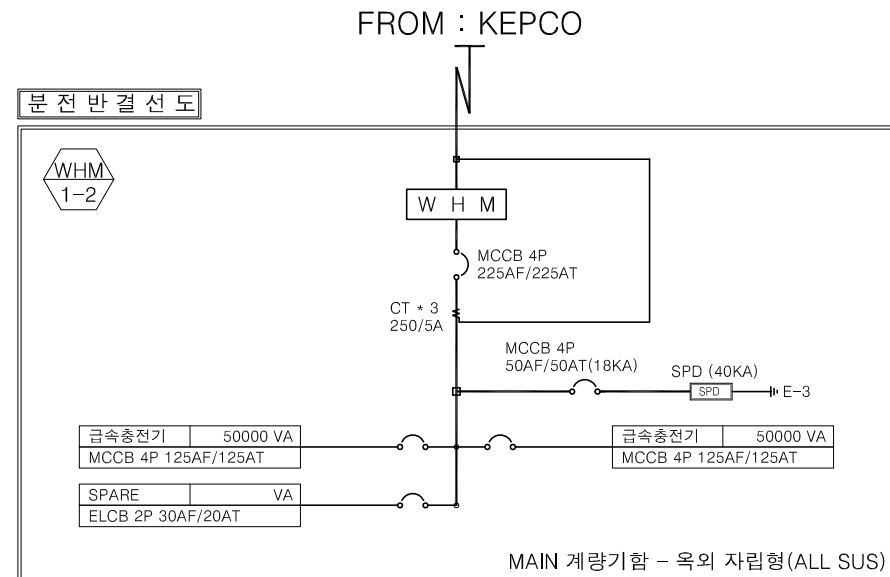 FROM : KEPCO
분 전 반 결 선 도
WHM
1-2
W H M
MCCB 4P
225AF/225AT
CT * 3
250/5A
MCCB 4P
50AF/50AT(18KA)
SPD (40KA)
SPD
E-3
급속충전기 50000 VA
MCCB 4P 125AF/125AT
급속충전기 50000 VA
MCCB 4P 125AF/125AT
SPARE VA
ELCB 2P 30AF/20AT
MAIN 계량기함 - 옥외 자립형(ALL SUS)